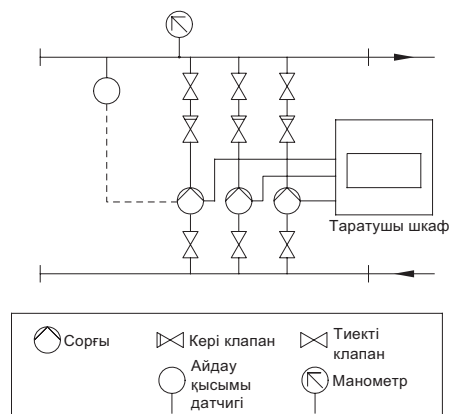 Таратушы шкаф
Сорғы
Кері клапан
Тиекті
клапан
Айдау
қысымы
датчигі
Манометр